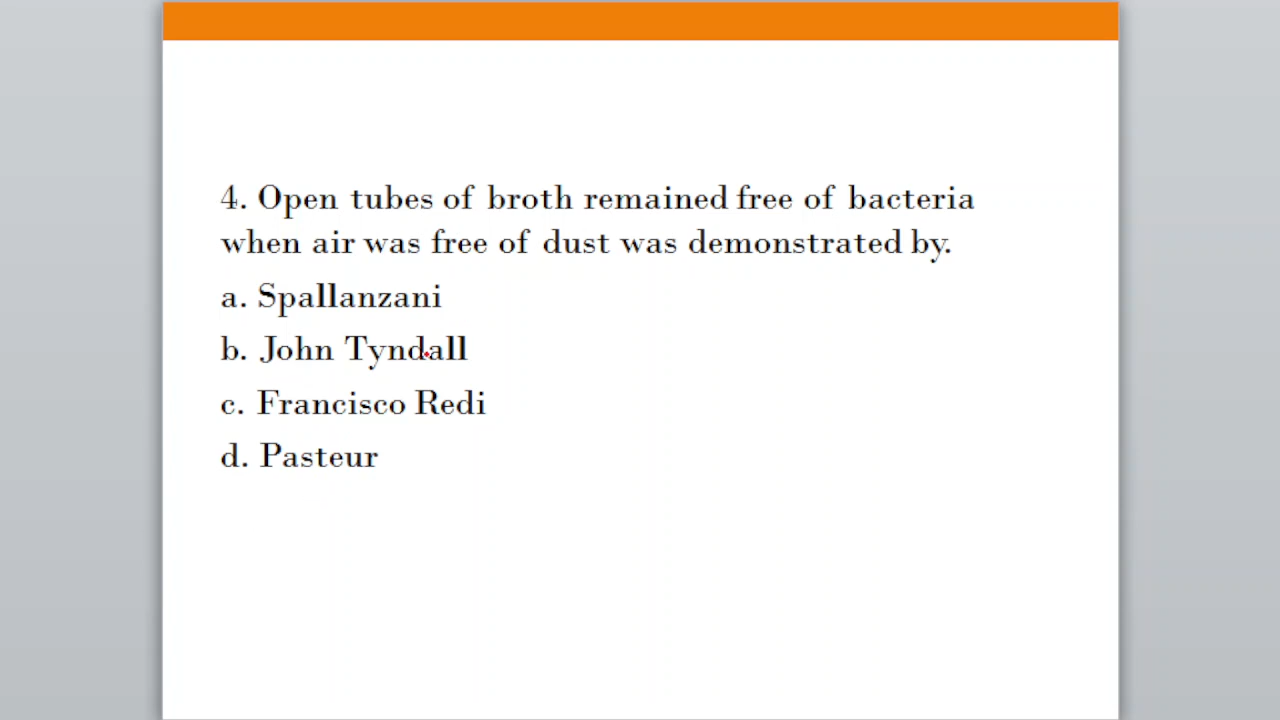 4. Open tubes of broth remained free of bacteria
when air was free of dust was demonstrated by.
a. Spallanzani
b. John Tyndall
c. Francisco Redi
d. Pasteur